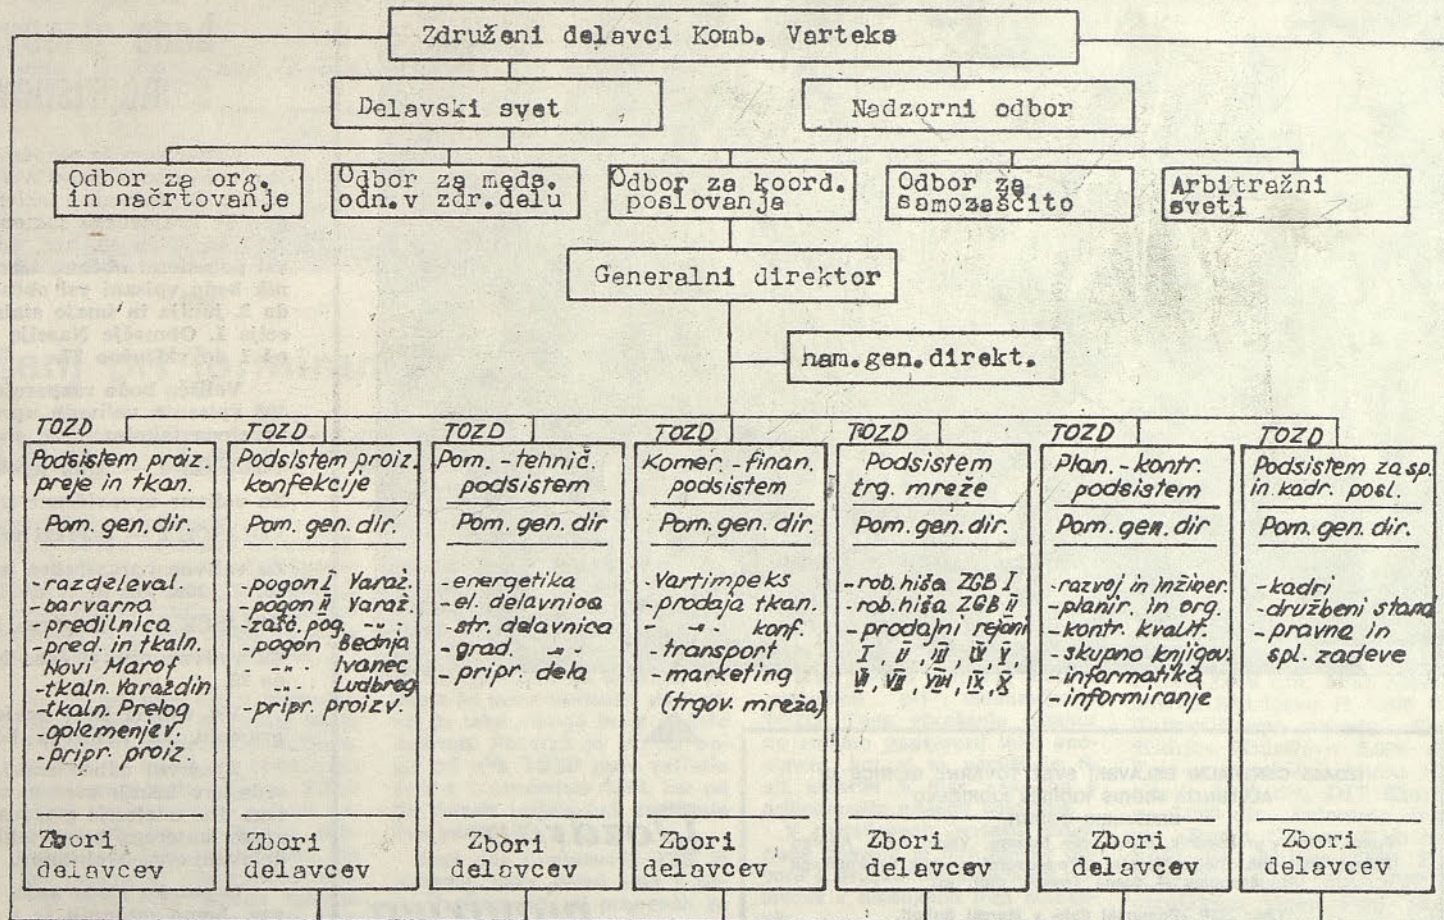 Združeni delavci Komb. Varteks
Delavski svet
Nadzorni odbor
Odbor za org.
in načrtovanje
Odbor za meds.
odn.v zdr.delu
Odbor za koord.
poslovanja
Odbor za
samozaščito
Arbitražni
sveti
Generalni direktor
ham.gen.direkt.
TOZD
Podsistem proiz.
preje in tkan.
Pom. gen. dir.
-razdeleval.
-barvarna
-predilnica
-pred. in tkaln.
Novi Marof
-tkaln. Varaždin
-tkaln. Prelog
-oplemenjev.
-pripr. proiz.
Zbori
delavcev
TOZD
Podsistem proiz.
konfekcije
Pom. gen. dir.
-pogon I Varaž.
-pogon II Varaž.
-zašč. pog. -"-
-pogon Bednja
-"- Ivanec
-"- Ludbreg
-pripr. proizv.
Zbori
delavcev
TOZD
Pom. - tehnič.
podsistem
Pom. gen. dir
-energetika
-el. delavnica
-str. delavnica
-grad. -"-
-pripr. dela
Zbori
delavcev
TOZD
Komer. - finan.
podsistem
Pom. gen. dir.
-Vartimpeks
-prodaja tkan.
- -"- konf.
-transport
-marketing
(trgov. mreža)
Zbori
delavcev
TOZD
Podsistem
trg. mreže
Pom. gen. dir.
-rob. hiša ZGB I
-rob. hiša ZGB II
-prodajni rejoni
I, II, III, IV, V,
VI, VII, VIII, IX, X
Zbori
delavcev
TOZD
Plan. - kontr.
podsistem
Pom. gen. dir
-razvoj in inžiner.
-planir. in org.
-kontr. kvalit.
-skupno knjigov.
-informatika
-informiranje
Zbori
delavcev
TOZD
Podsistem za sp.
in kadr. posl.
Pom. gen. dir.
-kadri
-družbeni stand
-pravne in
spl. zadeve
Zbori
delavcev